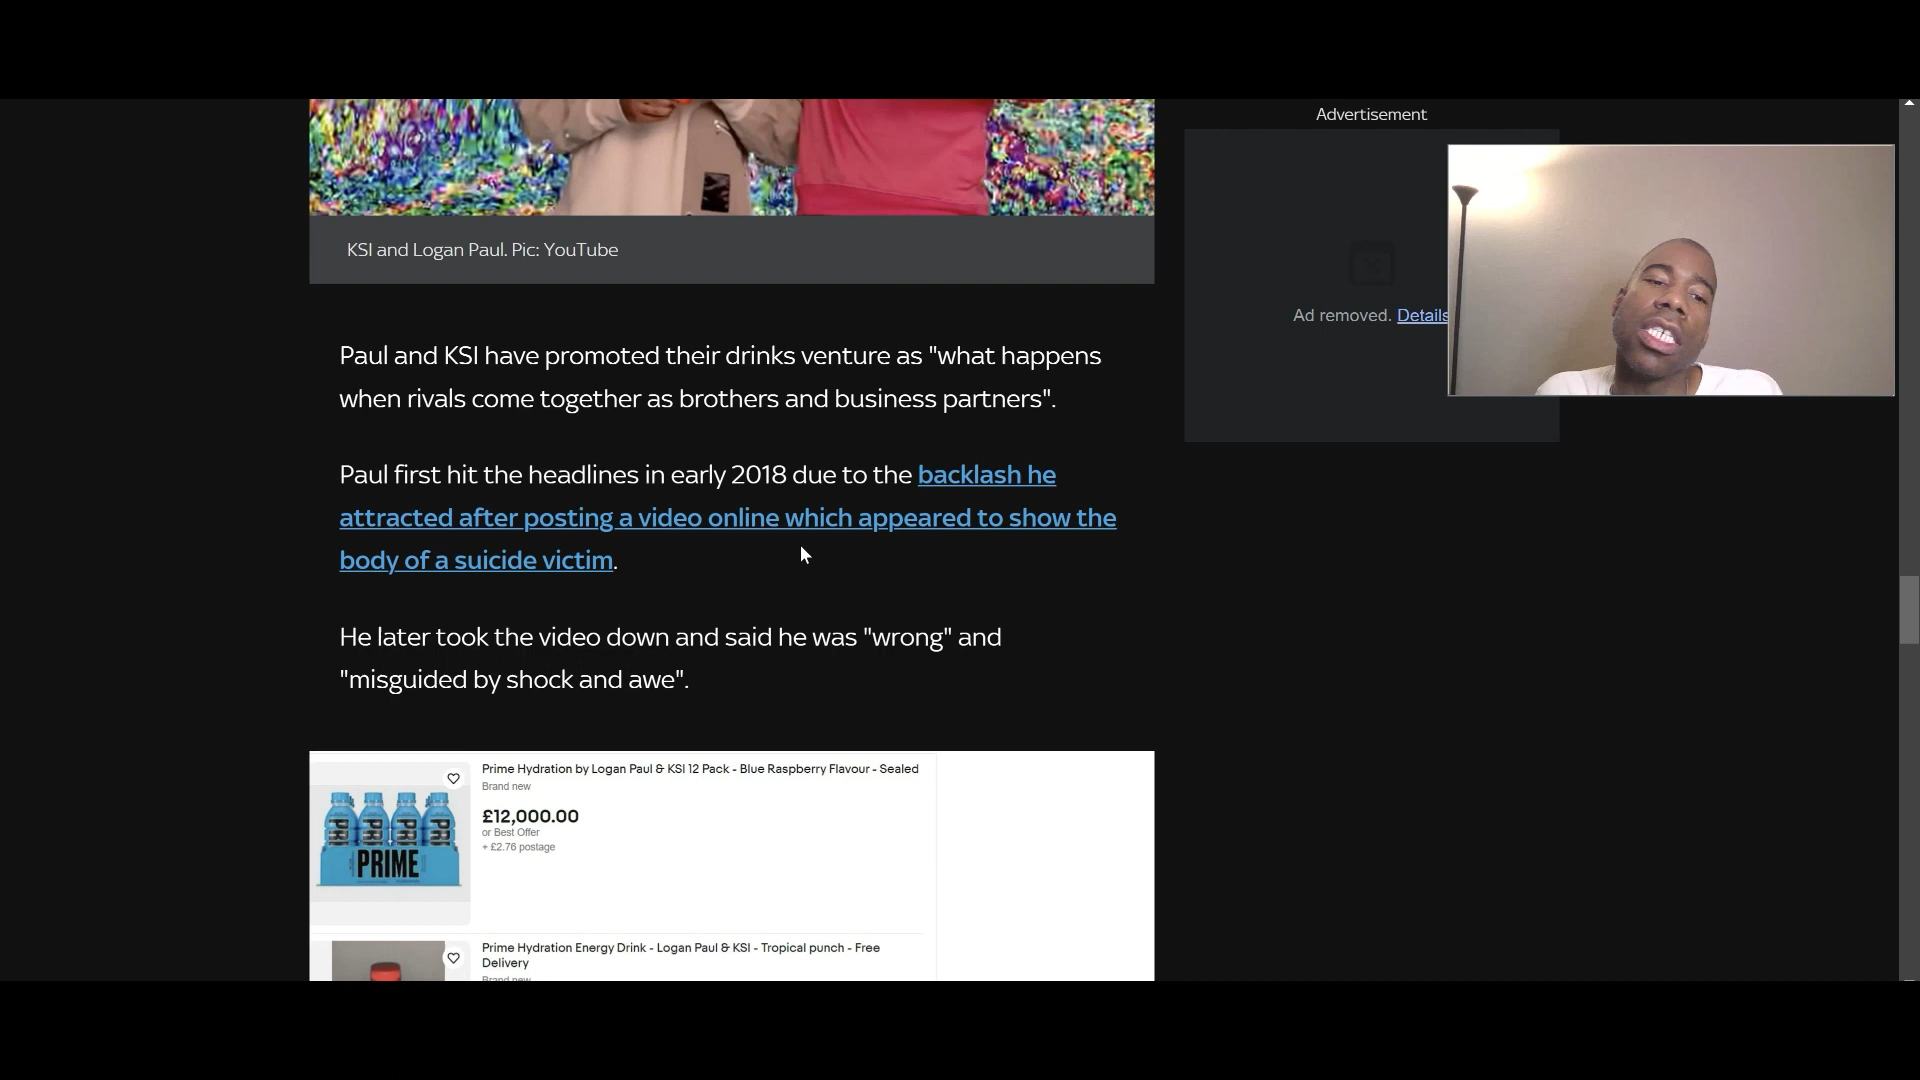 Advertisement
KSI and Logan Paul. Pic: YouTube
Ad removed. Details
Paul and KSI have promoted their drinks venture as "what happens
when rivals come together as brothers and business partners".
Paul first hit the headlines in early 2018 due to the backlash he
attracted after posting a video online which appeared to show the
body of a suicide victim.
He later took the video down and said he was "wrong" and
"misguided by shock and awe".
Prime Hydration by Logan Paul & KSI 12 Pack - Blue Raspberry Flavour - Sealed
Brand new
£12,000.00
or Best Offer
+ £2.76 postage
PRIME
Prime Hydration Energy Drink - Logan Paul & KSI - Tropical punch - Free
Delivery
Brand new